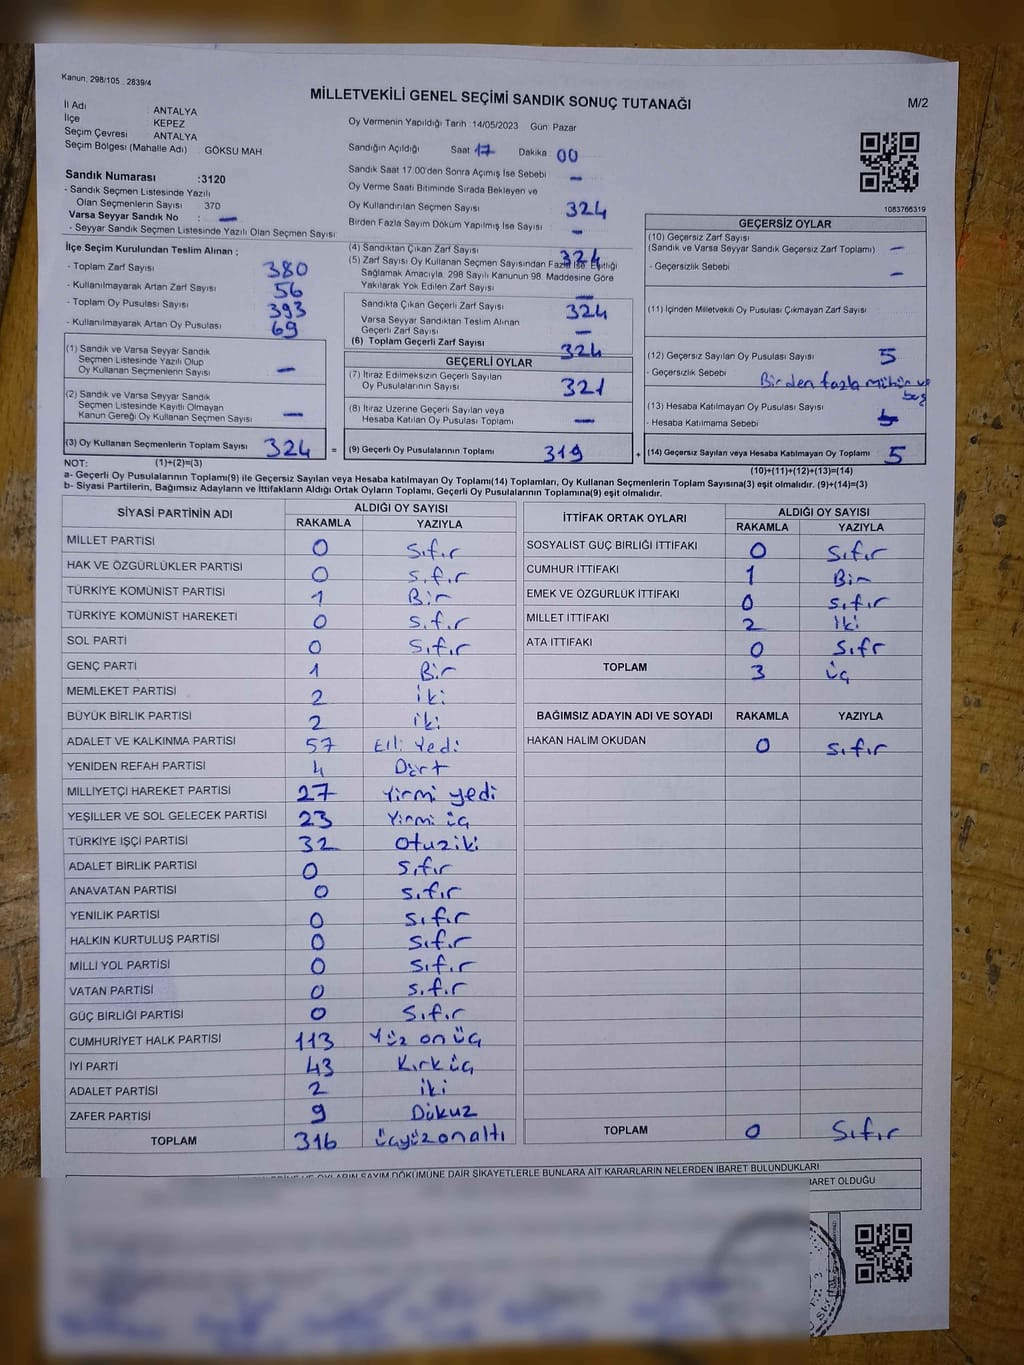 Kanun: 298/105 , 2839/4
MİLLETVEKİLİ GENEL SEÇİMİ SANDIK SONUÇ TUTANAĞI
M/2
İl Adı : ANTALYA
İlçe : KEPEZ
Seçim Çevresi : ANTALYA
Seçim Bölgesi (Mahalle Adı) : GÖKSU MAH
Sandık Numarası :3120
- Sandık Seçmen Listesinde Yazılı
Olan Seçmenlerin Sayısı : 370
Varsa Seyyar Sandık No : —
- Seyyar Sandık Seçmen Listesinde Yazılı Olan Seçmen Sayısı:
İlçe Seçim Kurulundan Teslim Alınan :
- Toplam Zarf Sayısı 380
- Kullanılmayarak Artan Zarf Sayısı 56
- Toplam Oy Pusulası Sayısı 393
- Kullanılmayarak Artan Oy Pusulası 69
(1) Sandık ve Varsa Seyyar Sandık
Seçmen Listesinde Yazılı Olup
Oy Kullanan Seçmenlerin Sayısı —
(2) Sandık ve Varsa Seyyar Sandık
Seçmen Listesinde Kayıtlı Olmayan
Kanun Gereği Oy Kullanan Seçmen Sayısı —
(3) Oy Kullanan Seçmenlerin Toplam Sayısı 324 =
Oy Vermenin Yapıldığı Tarih :14/05/2023 Gün: Pazar
Sandığın Açıldığı Saat: 17 Dakika : 00
Sandık Saat 17.00'den Sonra Açımış İse Sebebi —
Oy Verme Saati Bitiminde Sırada Bekleyen ve
Oy Kullandırılan Seçmen Sayısı 324
Birden Fazla Sayım Döküm Yapılmış İse Sayısı —
(4) Sandıktan Çıkan Zarf Sayısı 324
(5) Zarf Sayısı Oy Kullanan Seçmen Sayısından Fazla İse, Eşitliği
Sağlamak Amacıyla, 298 Sayılı Kanunun 98. Maddesine Göre
Yakılarak Yok Edilen Zarf Sayısı —
Sandıkta Çıkan Geçerli Zarf Sayısı 324
Varsa Seyyar Sandıktan Teslim Alınan
Geçerli Zarf Sayısı —
(6) Toplam Geçerli Zarf Sayısı 324
GEÇERLİ OYLAR
(7) İtiraz Edilmeksizin Geçerli Sayılan
Oy Pusulalarının Sayısı 321
(8) İtiraz Üzerine Geçerli Sayılan veya
Hesaba Katılan Oy Pusulası Toplamı —
(9) Geçerli Oy Pusulalarının Toplamı 319 +
1083766319
GEÇERSİZ OYLAR
(10) Geçersiz Zarf Sayısı
(Sandık ve Varsa Seyyar Sandık Geçersiz Zarf Toplamı) —
- Geçersizlik Sebebi —
(11) İçinden Milletvekili Oy Pusulası Çıkmayan Zarf Sayısı
(12) Geçersiz Sayılan Oy Pusulası Sayısı 5
- Geçersizlik Sebebi Birden fazla mühür ve
boş
(13) Hesaba Katılmayan Oy Pusulası Sayısı
- Hesaba Katılmama Sebebi
(14) Geçersiz Sayılan veya Hesaba Katılmayan Oy Toplamı 5
NOT: (1)+(2)=(3)
(10)+(11)+(12)+(13)=(14)
a- Geçerli Oy Pusulalarının Toplamı(9) ile Geçersiz Sayılan veya Hesaba katılmayan Oy Toplamı(14) Toplamları, Oy Kullanan Seçmenlerin Toplam Sayısına(3) eşit olmalıdır. (9)+(14)=(3)
b- Siyasi Partilerin, Bağımsız Adayların ve İttifakların Aldığı Ortak Oyların Toplamı, Geçerli Oy Pusulalarının Toplamına(9) eşit olmalıdır.
SİYASİ PARTİNİN ADI ALDIĞI OY SAYISI
RAKAMLA YAZIYLA
MİLLET PARTİSİ 0 Sıfır
HAK VE ÖZGÜRLÜKLER PARTİSİ 0 Sıfır
TÜRKİYE KOMÜNİST PARTİSİ 1 Bir
TÜRKİYE KOMÜNİST HAREKETİ 0 Sıfır
SOL PARTİ 0 Sıfır
GENÇ PARTİ 1 Bir
MEMLEKET PARTİSİ 2 iki
BÜYÜK BİRLİK PARTİSİ 2 iki
ADALET VE KALKINMA PARTİSİ 57 Elli Yedi
YENİDEN REFAH PARTİSİ 4 Dört
MİLLİYETÇİ HAREKET PARTİSİ 27 Yirmi yedi
YEŞİLLER VE SOL GELECEK PARTİSİ 23 Yirmi üç
TÜRKİYE İŞÇİ PARTİSİ 32 Otuziki
ADALET BİRLİK PARTİSİ 0 Sıfır
ANAVATAN PARTİSİ 0 Sıfır
YENİLİK PARTİSİ 0 Sıfır
HALKIN KURTULUŞ PARTİSİ 0 Sıfır
MİLLİ YOL PARTİSİ 0 Sıfır
VATAN PARTİSİ 0 Sıfır
GÜÇ BİRLİĞİ PARTİSİ 0 Sıfır
CUMHURİYET HALK PARTİSİ 113 Yüz on üç
İYİ PARTİ 43 Kırk üç
ADALET PARTİSİ 2 iki
ZAFER PARTİSİ 9 Dokuz
TOPLAM 316 üçyüzonaltı
İTTİFAK ORTAK OYLARI ALDIĞI OY SAYISI
RAKAMLA YAZIYLA
SOSYALİST GÜÇ BİRLİĞİ İTTİFAKI 0 Sıfır
CUMHUR İTTİFAKI 1 Bir
EMEK VE ÖZGÜRLÜK İTTİFAKI 0 Sıfır
MİLLET İTTİFAKI 2 iki
ATA İTTİFAKI 0 Sıfr
TOPLAM 3 üç
BAĞIMSIZ ADAYIN ADI VE SOYADI RAKAMLA YAZIYLA
HAKAN HALİM OKUDAN 0 Sıfır
TOPLAM 0 Sıfır
OYLARIN SAYIM DÖKÜMÜNE DAİR ŞİKAYETLERLE BUNLARA AİT KARARLARIN NELERDEN İBARET BULUNDUKLARI
İBARET OLDUĞU